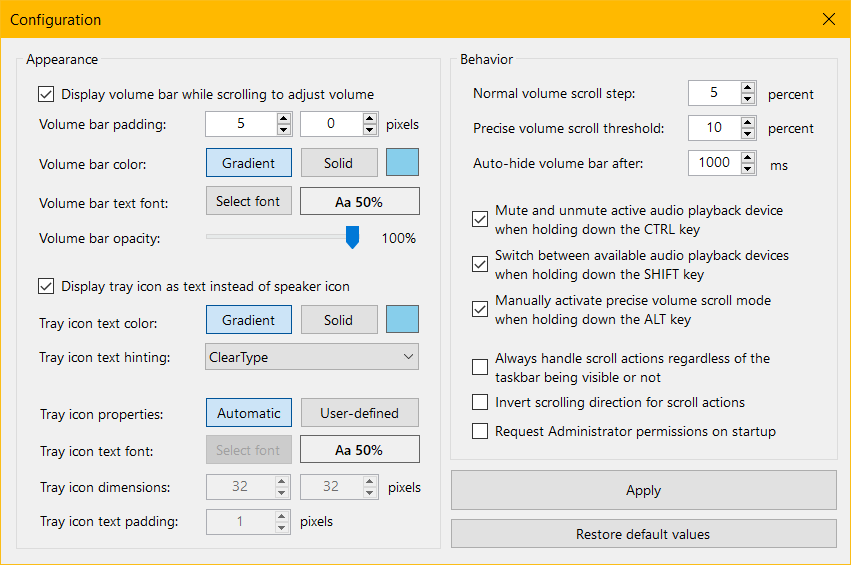 Configuration
Appearance
Display volume bar while scrolling to adjust volume
Volume bar padding: 5 0 pixels
Volume bar color: Gradient Solid
Volume bar text font: Select font Aa 50%
Volume bar opacity: 100%
Display tray icon as text instead of speaker icon
Tray icon text color: Gradient Solid
Tray icon text hinting: ClearType
Tray icon properties: Automatic User-defined
Tray icon text font: Select font Aa 50%
Tray icon dimensions: 32 32 pixels
Tray icon text padding: 1 pixels
Behavior
Normal volume scroll step: 5 percent
Precise volume scroll threshold: 10 percent
Auto-hide volume bar after: 1000 ms
Mute and unmute active audio playback device
when holding down the CTRL key
Switch between available audio playback devices
when holding down the SHIFT key
Manually activate precise volume scroll mode
when holding down the ALT key
Always handle scroll actions regardless of the
taskbar being visible or not
Invert scrolling direction for scroll actions
Request Administrator permissions on startup
Apply
Restore default values